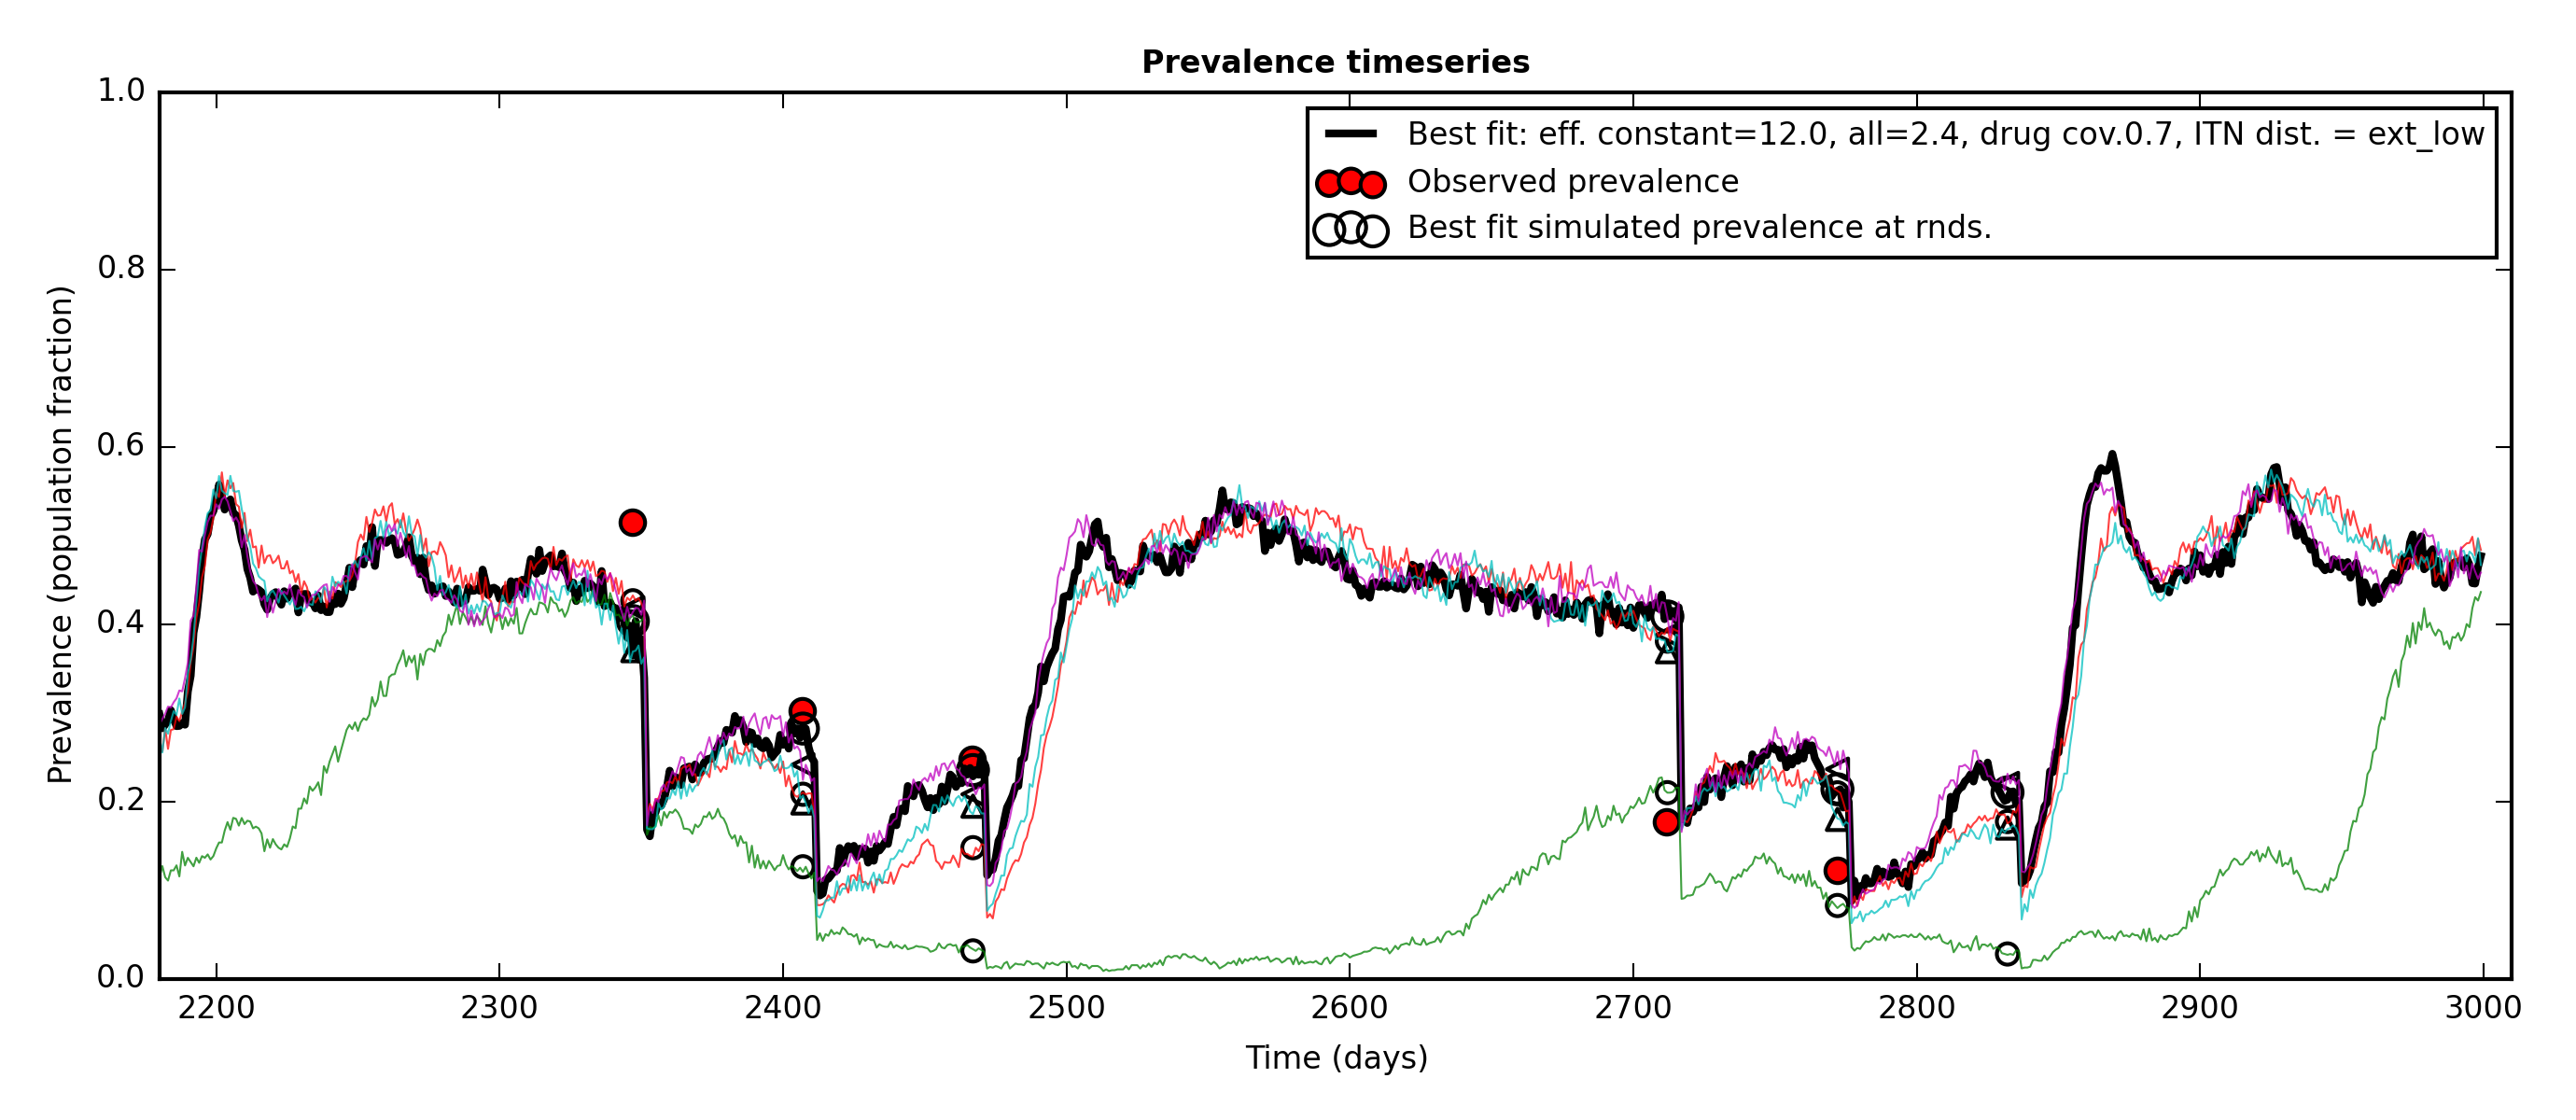 Prevalence timeseries
1.0
0.8
0.6
0.4
0.2
0.0
Prevalence (population fraction)
Best fit: eff. constant=12.0, all=2.4, drug cov.0.7, ITN dist. = ext_low
Observed prevalence
Best fit simulated prevalence at rnds.
2200 2300 2400 2500 2600 2700 2800 2900 3000
Time (days)